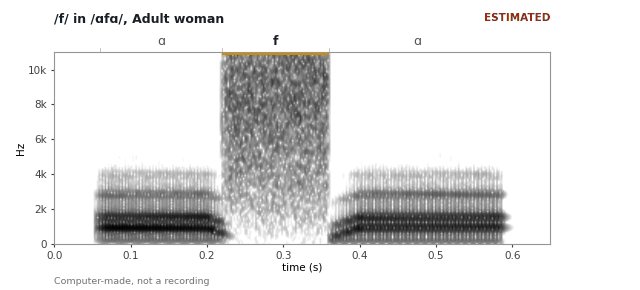 /f/ in /ɑfɑ/, Adult woman
ESTIMATED
ɑ f ɑ
10k
8k
6k
4k
2k
0
Hz
0.0 0.1 0.2 0.3 0.4 0.5 0.6
time (s)
Computer-made, not a recording